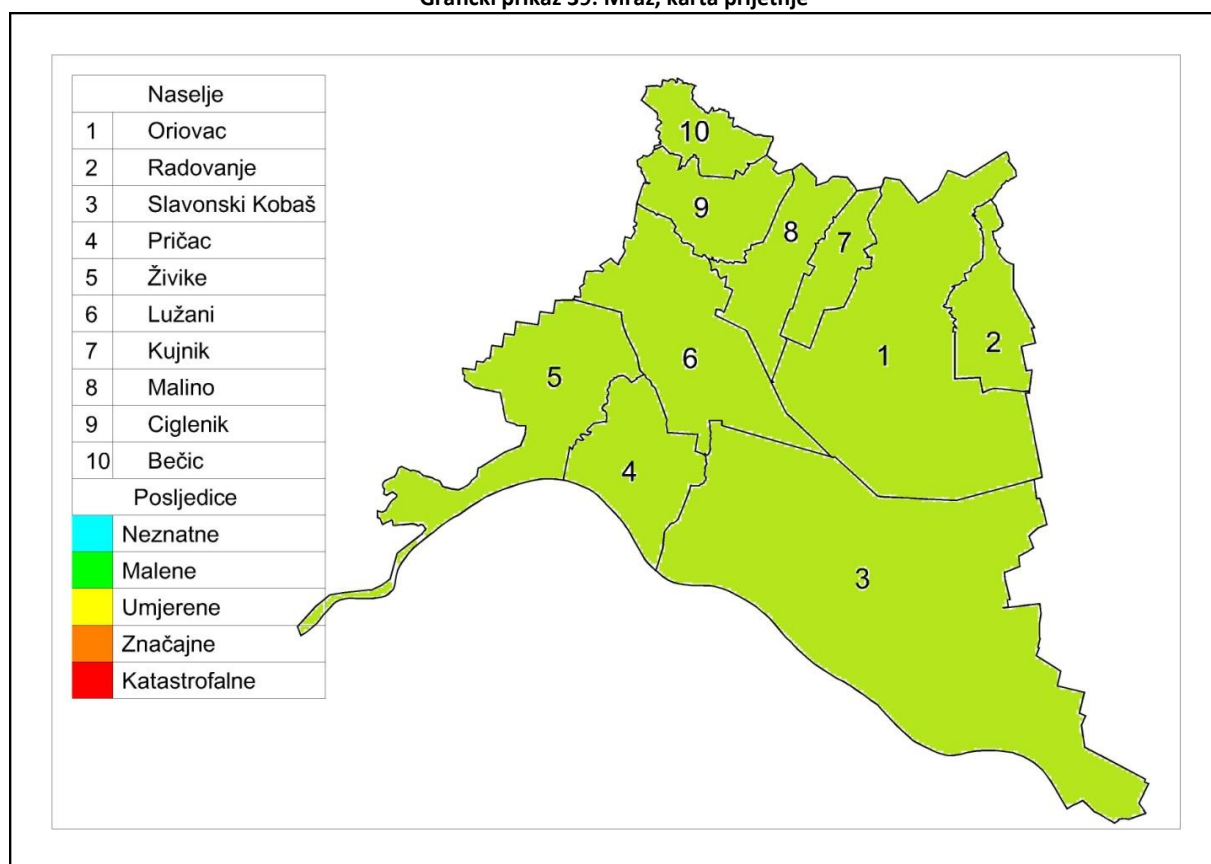 Grafički prikaz 39: Mraz, karta prijetnje
Naselje
1 Oriovac
2 Radovanje
3 Slavonski Kobaš
4 Pričac
5 Živike
6 Lužani
7 Kujnik
8 Malino
9 Ciglenik
10 Bečic
Posljedice
Neznatne
Malene
Umjerene
Značajne
Katastrofalne
10
9
8
7
1
2
6
5
4
3